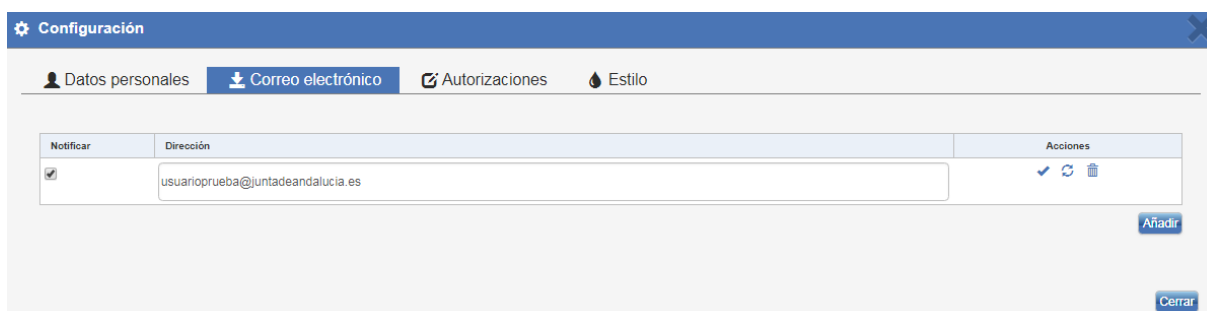 Configuración
Datos personales Correo electrónico Autorizaciones Estilo
Notificar Dirección Acciones
usuarioprueba@juntadeandalucia.es
Añadir
Cerrar